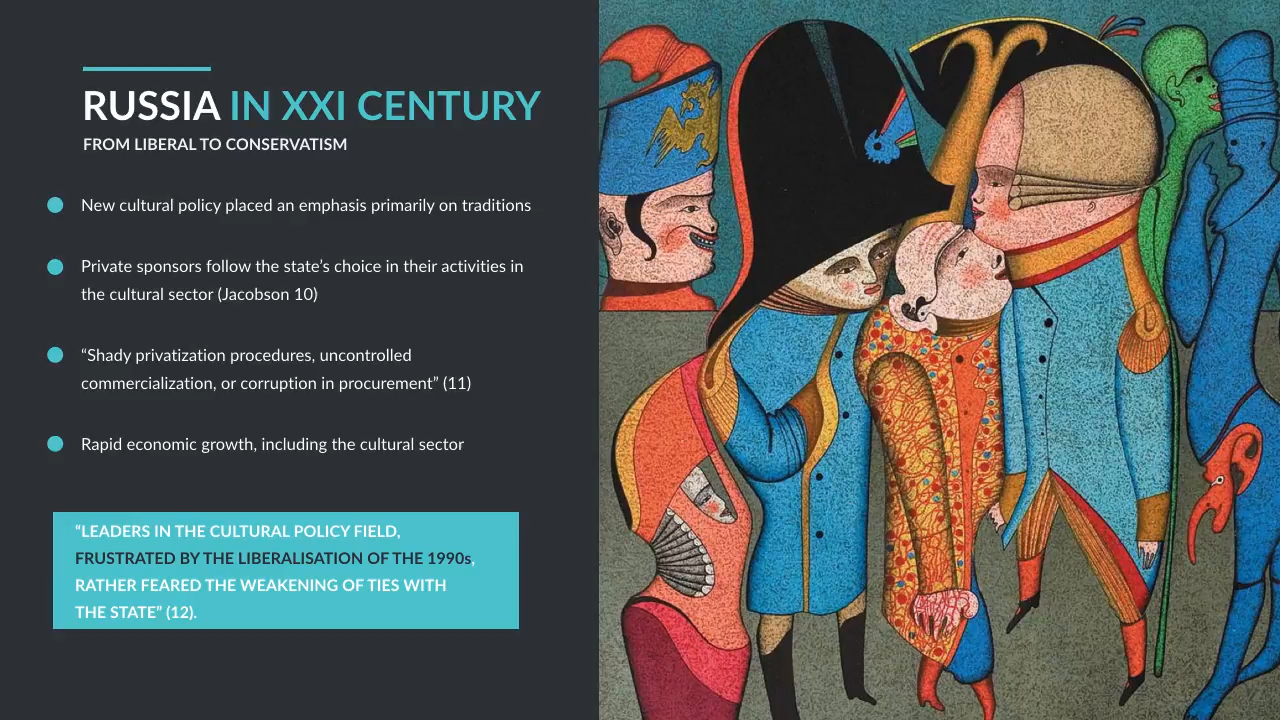 RUSSIA IN XXI CENTURY
FROM LIBERAL TO CONSERVATISM
New cultural policy placed an emphasis primarily on traditions
Private sponsors follow the state’s choice in their activities in
the cultural sector (Jacobson 10)
“Shady privatization procedures, uncontrolled
commercialization, or corruption in procurement” (11)
Rapid economic growth, including the cultural sector
“LEADERS IN THE CULTURAL POLICY FIELD,
FRUSTRATED BY THE LIBERALISATION OF THE 1990s,
RATHER FEARED THE WEAKENING OF TIES WITH
THE STATE” (12).